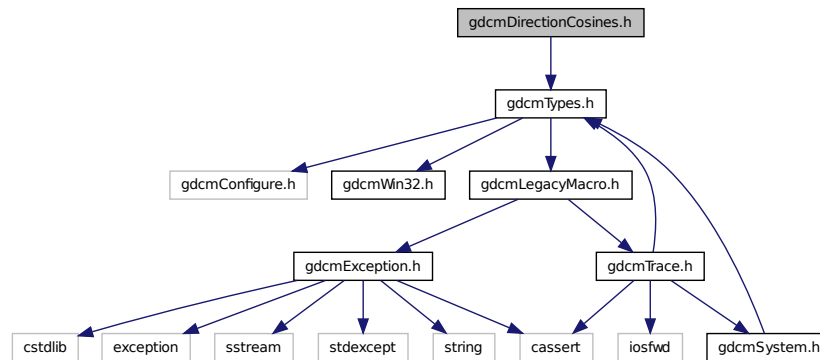 gdcmDirectionCosines.h
gdcmTypes.h
gdcmConfigure.h
gdcmWin32.h
gdcmLegacyMacro.h
gdcmException.h
gdcmTrace.h
cstdlib
exception
sstream
stdexcept
string
cassert
iosfwd
gdcmSystem.h